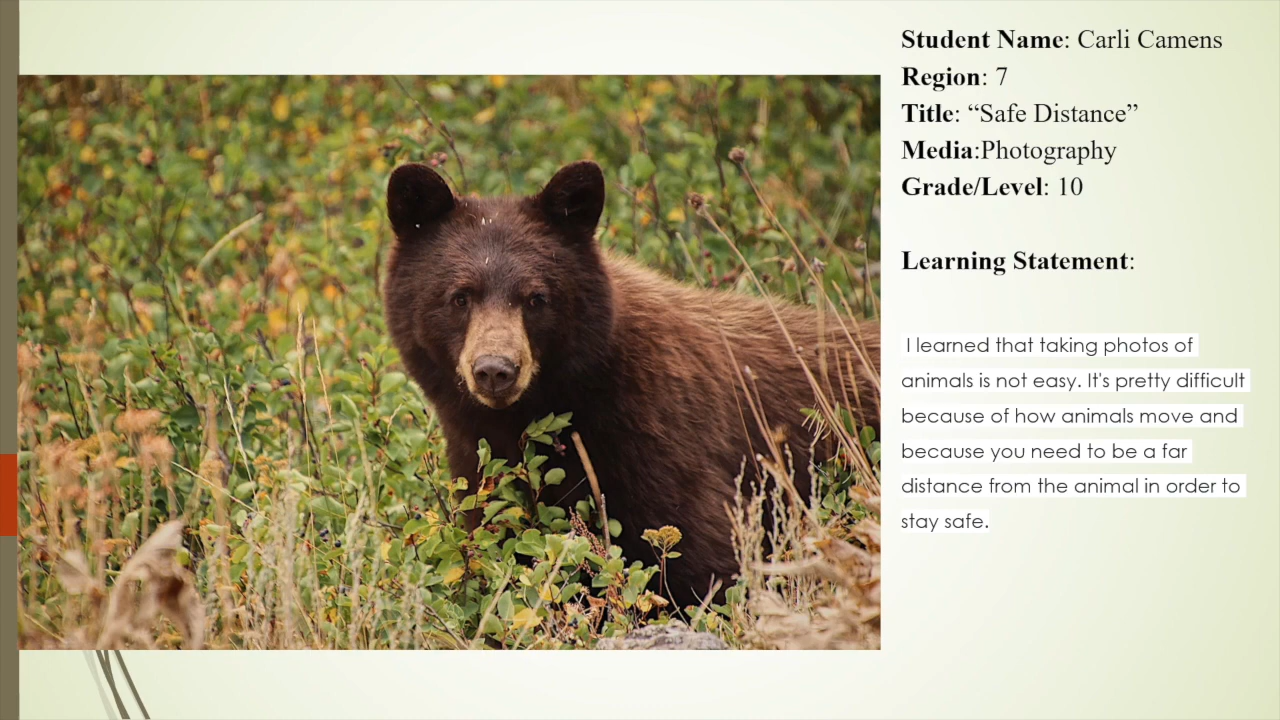 Student Name: Carli Camens
Region: 7
Title: “Safe Distance”
Media:Photography
Grade/Level: 10
Learning Statement:
I learned that taking photos of
animals is not easy. It's pretty difficult
because of how animals move and
because you need to be a far
distance from the animal in order to
stay safe.